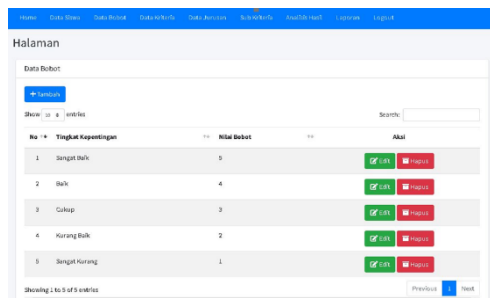 Home Data Siswa Data Bobot Data Kriteria Data Jurusan Sub Kriteria Analisis Hasil Laporan Logout
Halaman
Data Bobot
+ Tambah
Show 10 entries Search:
No Tingkat Kepentingan Nilai Bobot Aksi
1 Sangat Baik 5 Edit Hapus
2 Baik 4 Edit Hapus
3 Cukup 3 Edit Hapus
4 Kurang Baik 2 Edit Hapus
5 Sangat Kurang 1 Edit Hapus
Showing 1 to 5 of 5 entries Previous 1 Next